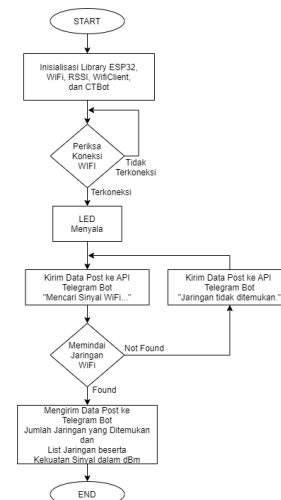 START
Inisialisasi Library ESP32,
WiFi, RSSI, WifiClient,
dan CTBot
Periksa
Koneksi
WIFI
Tidak
Terkoneksi
Terkoneksi
LED
Menyala
Kirim Data Post ke API
Telegram Bot
"Mencari Sinyal WiFi..."
Kirim Data Post ke API
Telegram Bot
"Jaringan tidak ditemukan."
Memindai
Jaringan
WiFi
Not Found
Found
Mengirim Data Post ke
Telegram Bot
Jumlah Jaringan yang Ditemukan
dan
List Jaringan beserta
Kekuatan Sinyal dalam dBm
END